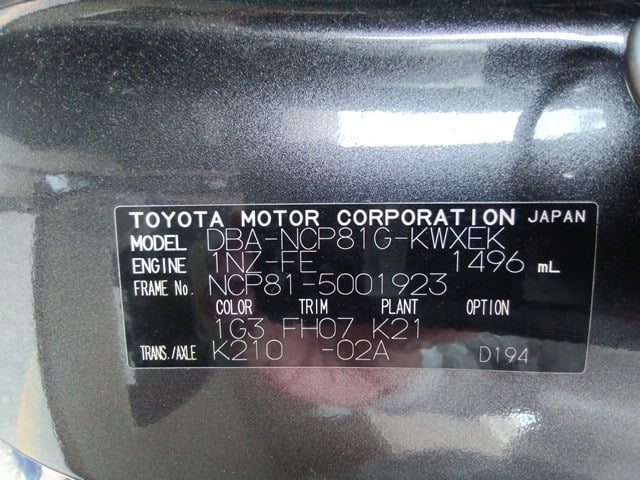 TOYOTA MOTOR CORPORATION JAPAN
MODEL DBA-NCP81G-KWXEK
ENGINE 1NZ-FE 1496 mL
FRAME No. NCP81-5001923
COLOR TRIM PLANT OPTION
1G3 FH07 K21
TRANS./AXLE K210 -02A D194